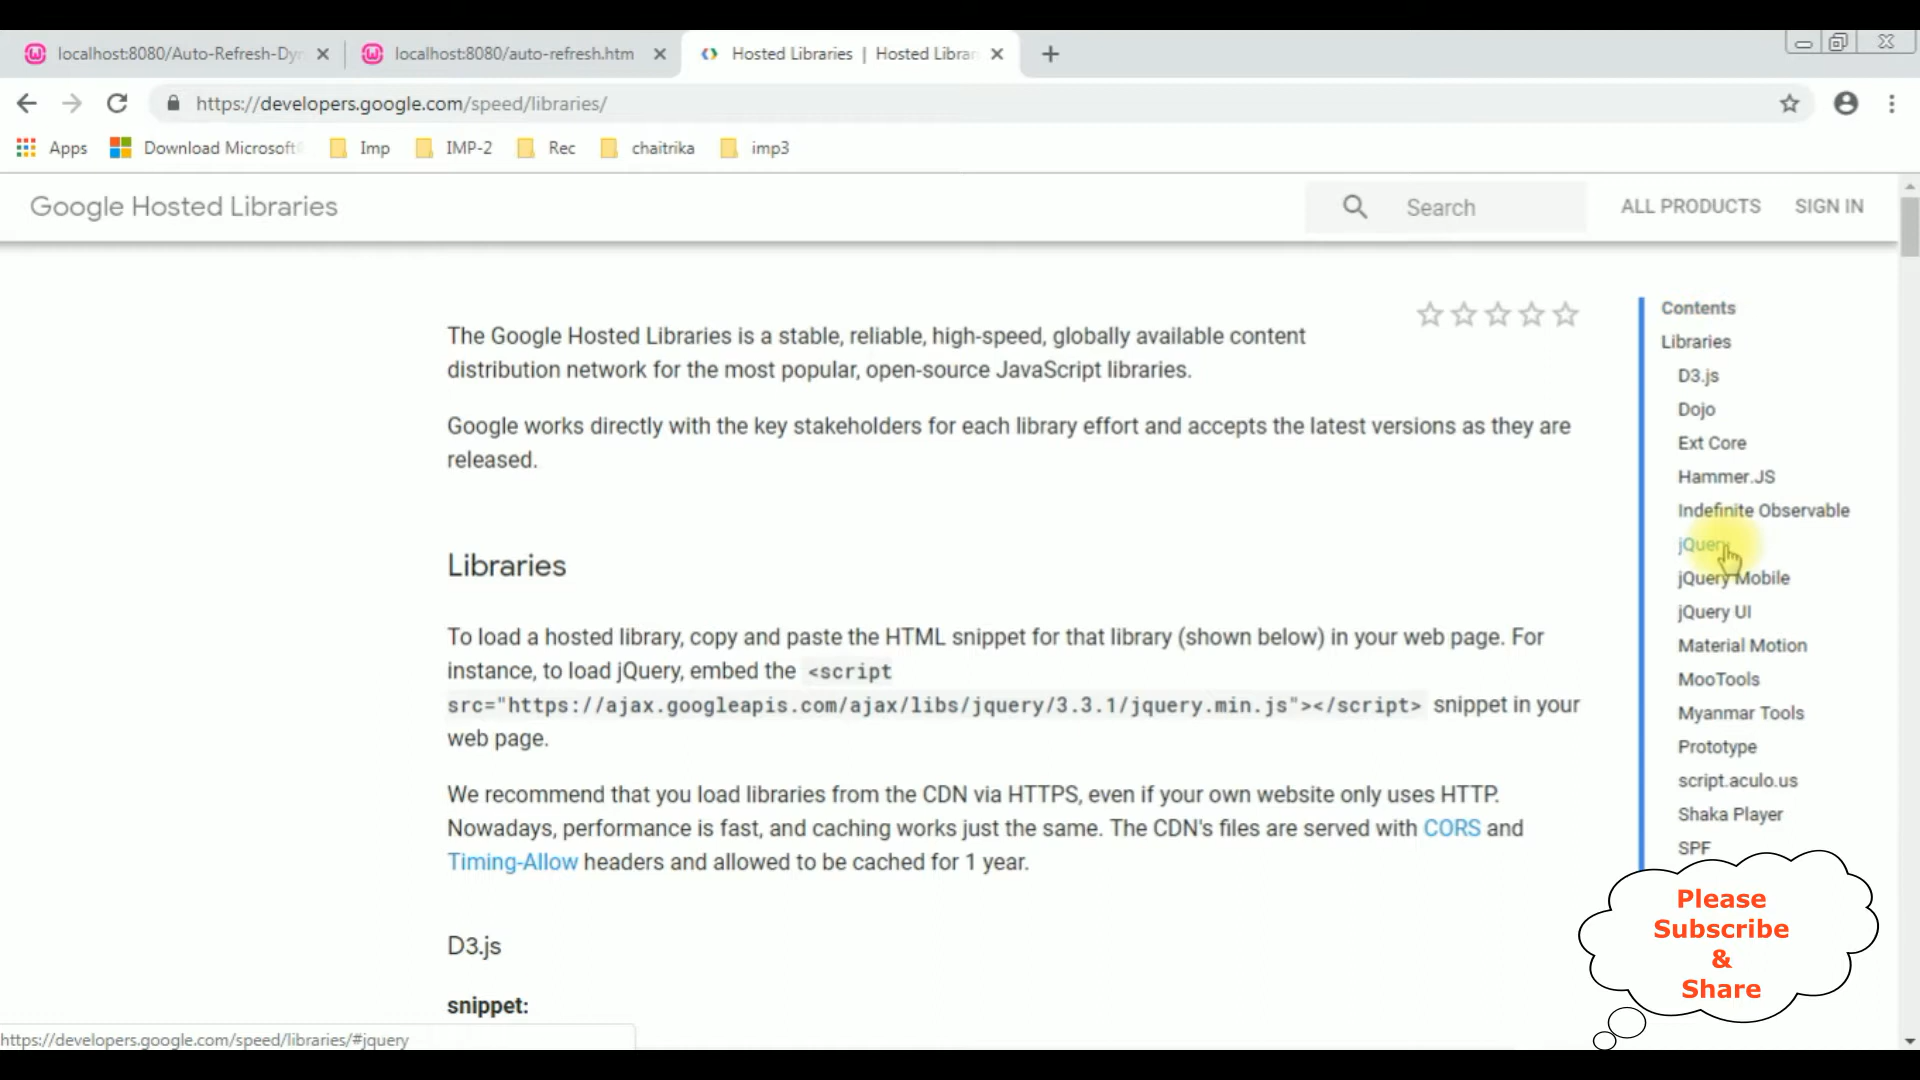 localhost:8080/Auto-Refresh-Dyn
localhost:8080/auto-refresh.htm
Hosted Libraries | Hosted Librar
https://developers.google.com/speed/libraries/
Apps
Download Microsoft
Imp
IMP-2
Rec
chaitrika
imp3
Google Hosted Libraries
Search
ALL PRODUCTS
SIGN IN
The Google Hosted Libraries is a stable, reliable, high-speed, globally available content
distribution network for the most popular, open-source JavaScript libraries.
Google works directly with the key stakeholders for each library effort and accepts the latest versions as they are
released.
Libraries
To load a hosted library, copy and paste the HTML snippet for that library (shown below) in your web page. For
instance, to load jQuery, embed the <script
src="https://ajax.googleapis.com/ajax/libs/jquery/3.3.1/jquery.min.js"></script> snippet in your
web page.
We recommend that you load libraries from the CDN via HTTPS, even if your own website only uses HTTP.
Nowadays, performance is fast, and caching works just the same. The CDN's files are served with CORS and
Timing-Allow headers and allowed to be cached for 1 year.
D3.js
snippet:
Contents
Libraries
D3.js
Dojo
Ext Core
Hammer.JS
Indefinite Observable
jQuery
jQuery Mobile
jQuery UI
Material Motion
MooTools
Myanmar Tools
Prototype
script.aculo.us
Shaka Player
SPF
Please
Subscribe
&
Share
https://developers.google.com/speed/libraries/#jquery